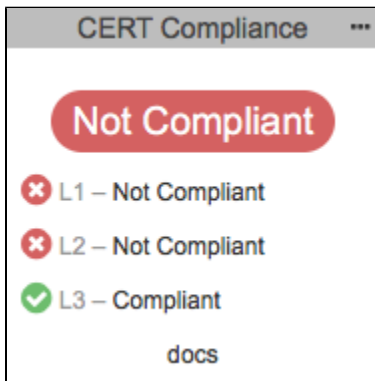 CERT Compliance ...
Not Compliant
L1 – Not Compliant
L2 – Not Compliant
L3 – Compliant
docs